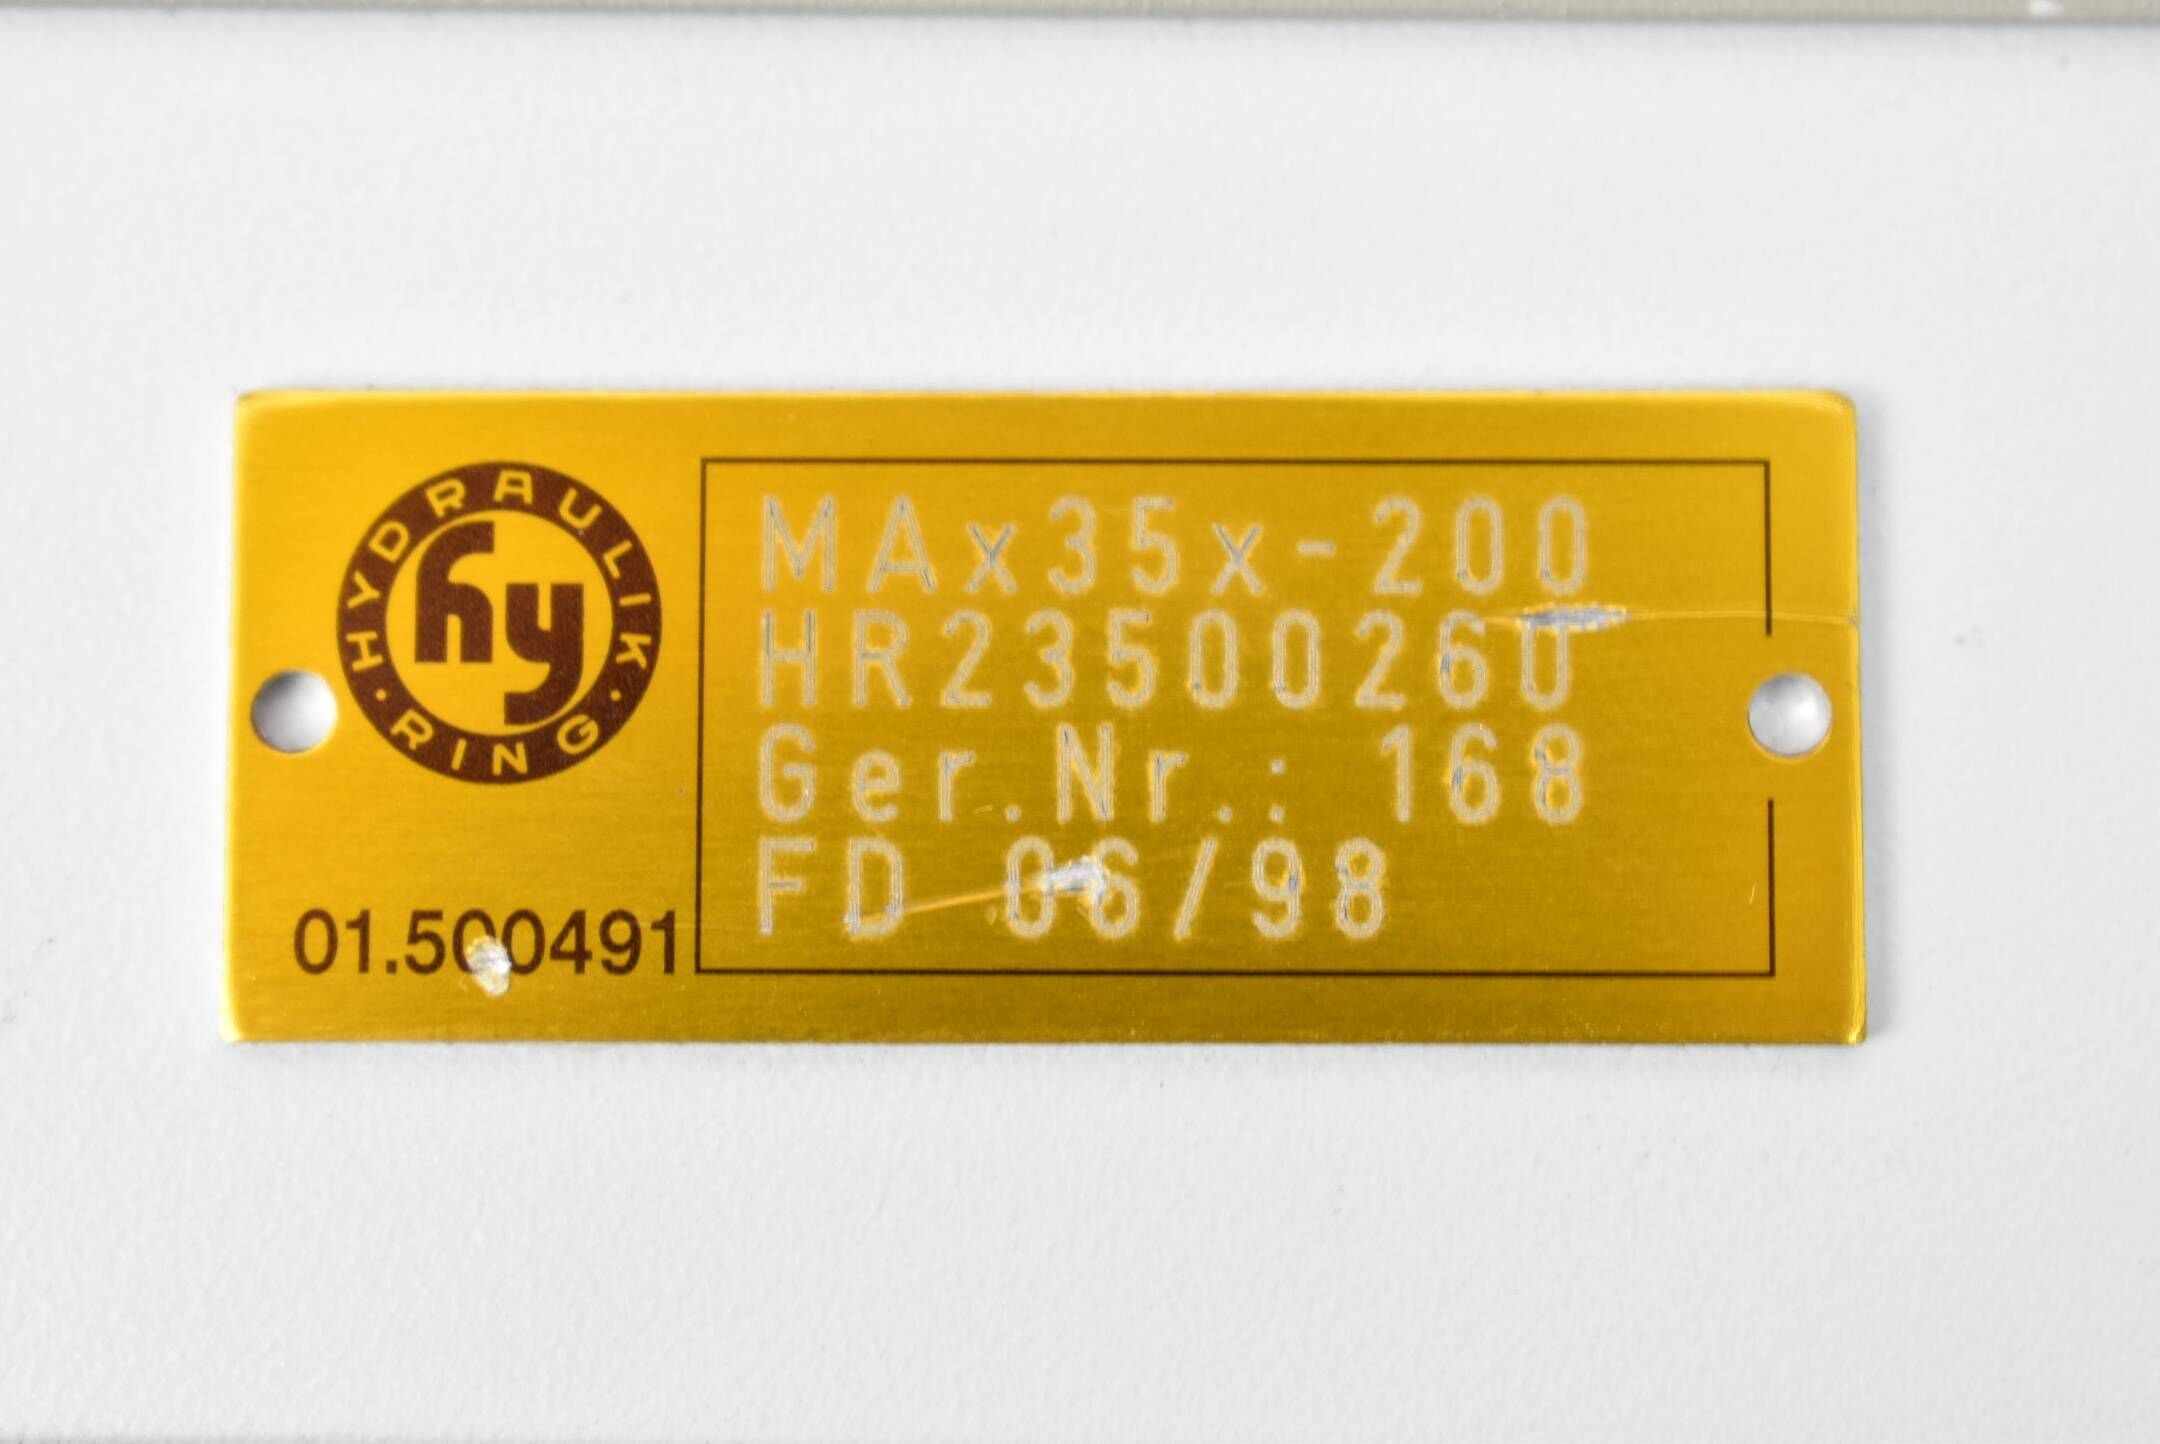 HYDRAULIK
· RING ·
hy
MAx35x-200
HR23500260
Ger.Nr.: 168
FD 06/98
01.500491